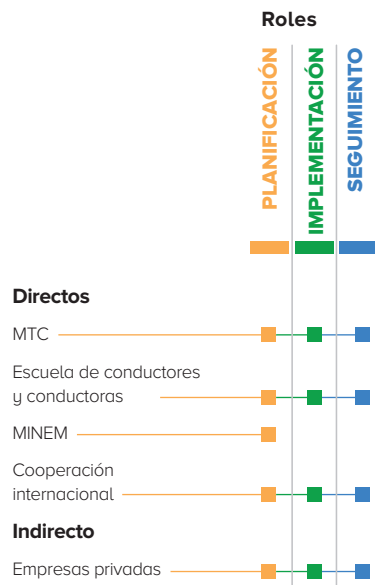 Roles
PLANIFICACIÓN
IMPLEMENTACIÓN
SEGUIMIENTO
Directos
MTC
Escuela de conductores
y conductoras
MINEM
Cooperación
internacional
Indirecto
Empresas privadas